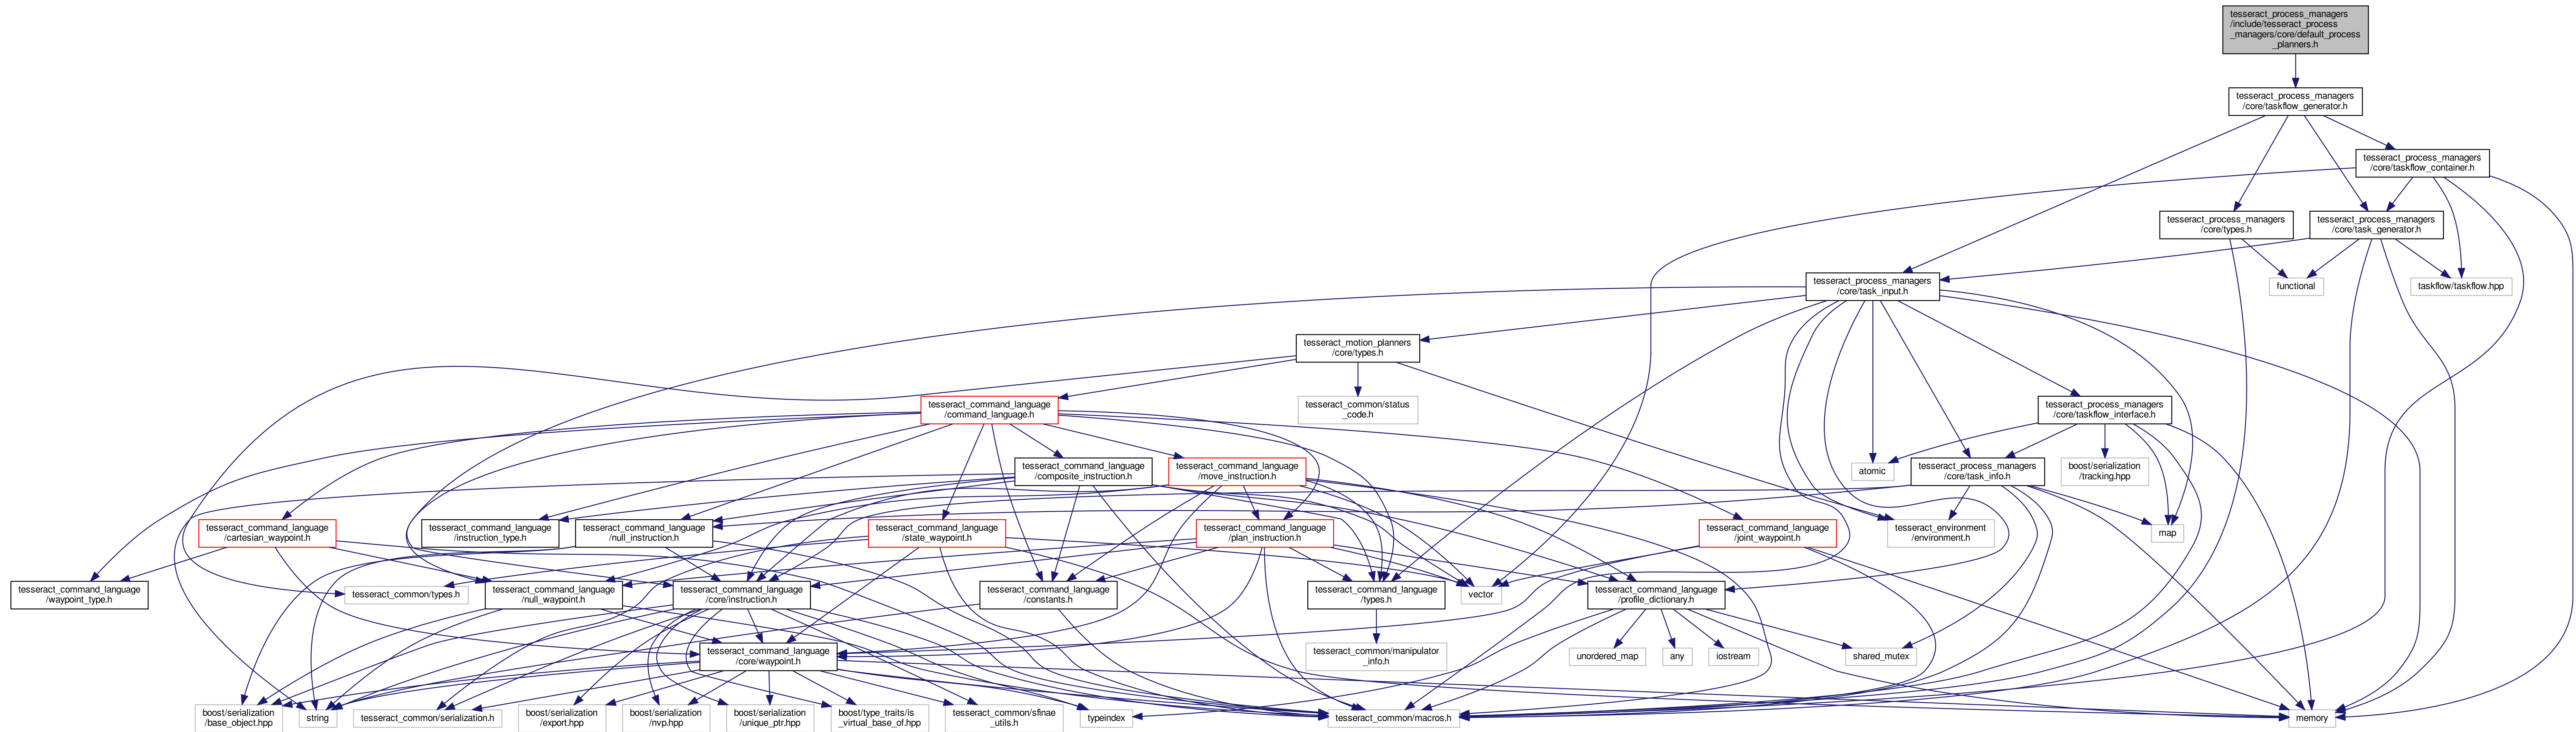 tesseract_process_managers
/include/tesseract_process
_managers/core/default_process
_planners.h
tesseract_process_managers
/core/taskflow_generator.h
tesseract_process_managers
/core/taskflow_container.h
tesseract_process_managers
/core/types.h
tesseract_process_managers
/core/task_generator.h
tesseract_process_managers
/core/task_input.h
functional
taskflow/taskflow.hpp
tesseract_motion_planners
/core/types.h
tesseract_command_language
/command_language.h
tesseract_common/status
_code.h
tesseract_process_managers
/core/taskflow_interface.h
tesseract_command_language
/composite_instruction.h
tesseract_command_language
/move_instruction.h
atomic
tesseract_process_managers
/core/task_info.h
boost/serialization
/tracking.hpp
tesseract_command_language
/cartesian_waypoint.h
tesseract_command_language
/instruction_type.h
tesseract_command_language
/null_instruction.h
tesseract_command_language
/state_waypoint.h
tesseract_command_language
/plan_instruction.h
tesseract_command_language
/joint_waypoint.h
tesseract_environment
/environment.h
map
tesseract_command_language
/waypoint_type.h
tesseract_common/types.h
tesseract_command_language
/null_waypoint.h
tesseract_command_language
/core/instruction.h
tesseract_command_language
/constants.h
tesseract_command_language
/types.h
vector
tesseract_command_language
/profile_dictionary.h
tesseract_command_language
/core/waypoint.h
tesseract_common/manipulator
_info.h
unordered_map
any
iostream
shared_mutex
boost/serialization
/base_object.hpp
string
tesseract_common/serialization.h
boost/serialization
/export.hpp
boost/serialization
/nvp.hpp
boost/serialization
/unique_ptr.hpp
boost/type_traits/is
_virtual_base_of.hpp
tesseract_common/sfinae
_utils.h
typeindex
tesseract_common/macros.h
memory